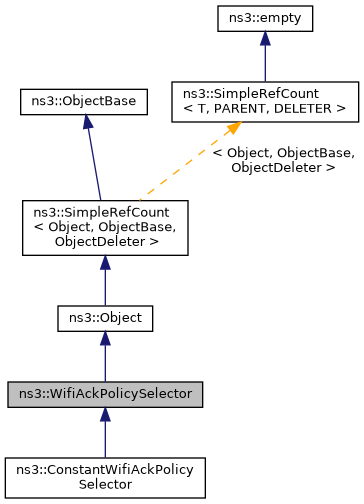 ns3::empty
ns3::ObjectBase
ns3::SimpleRefCount
< T, PARENT, DELETER >
< Object, ObjectBase,
ObjectDeleter >
ns3::SimpleRefCount
< Object, ObjectBase,
ObjectDeleter >
ns3::Object
ns3::WifiAckPolicySelector
ns3::ConstantWifiAckPolicy
Selector